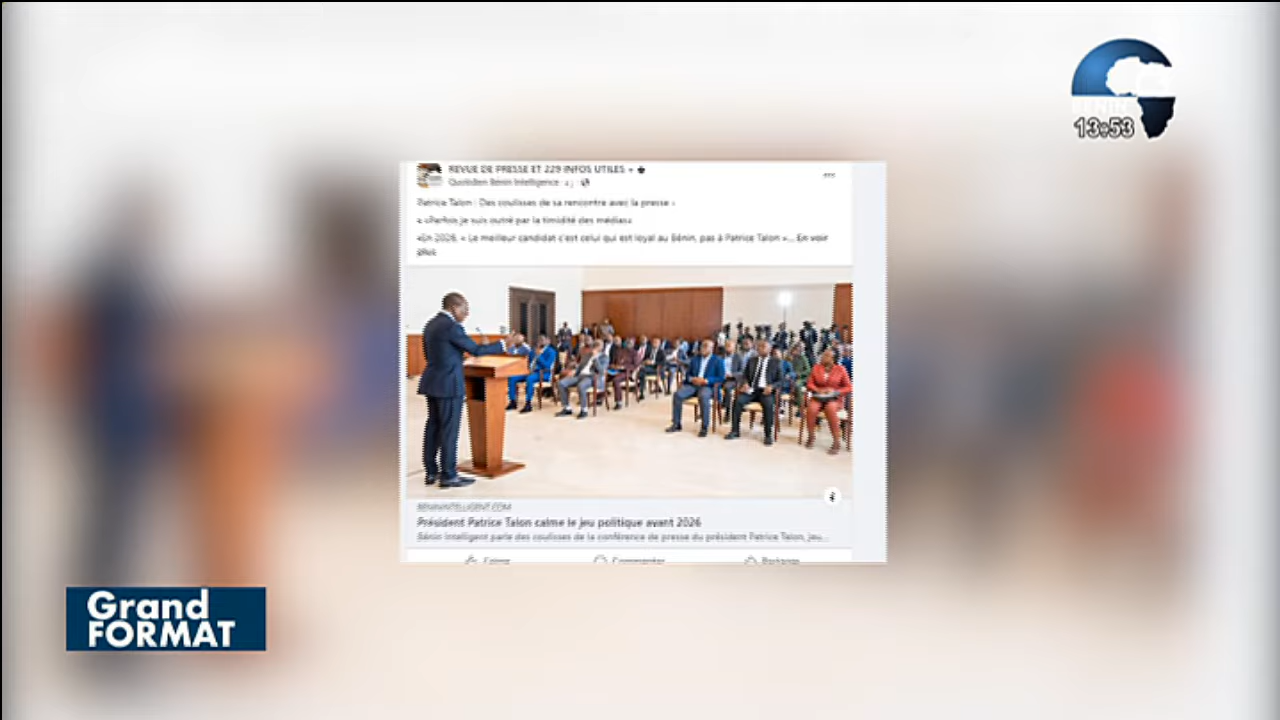 BENIN
13:53
REVUE DE PRESSE ET 229 INFOS UTILES
Quotidien Bénin Intelligence
Patrice Talon : Des coulisses de sa rencontre avec la presse
«Parfois je suis outré par la timidité des médias»
«En 2026, « Le meilleur candidat c'est celui qui est loyal au Bénin, pas à Patrice Talon »... En voir
plus
BENININTELLIGENT.COM
Président Patrice Talon calme le jeu politique avant 2026
Bénin Intelligent parle des coulisses de la conférence de presse du président Patrice Talon, jeu...
J'aime Commenter Partager
Grand
FORMAT